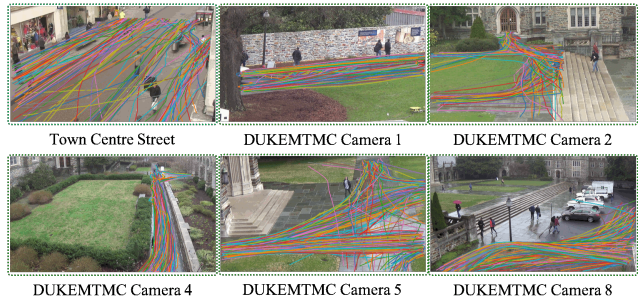 Town Centre Street
DUKEMTMC Camera 1
DUKEMTMC Camera 2
DUKEMTMC Camera 4
DUKEMTMC Camera 5
DUKEMTMC Camera 8